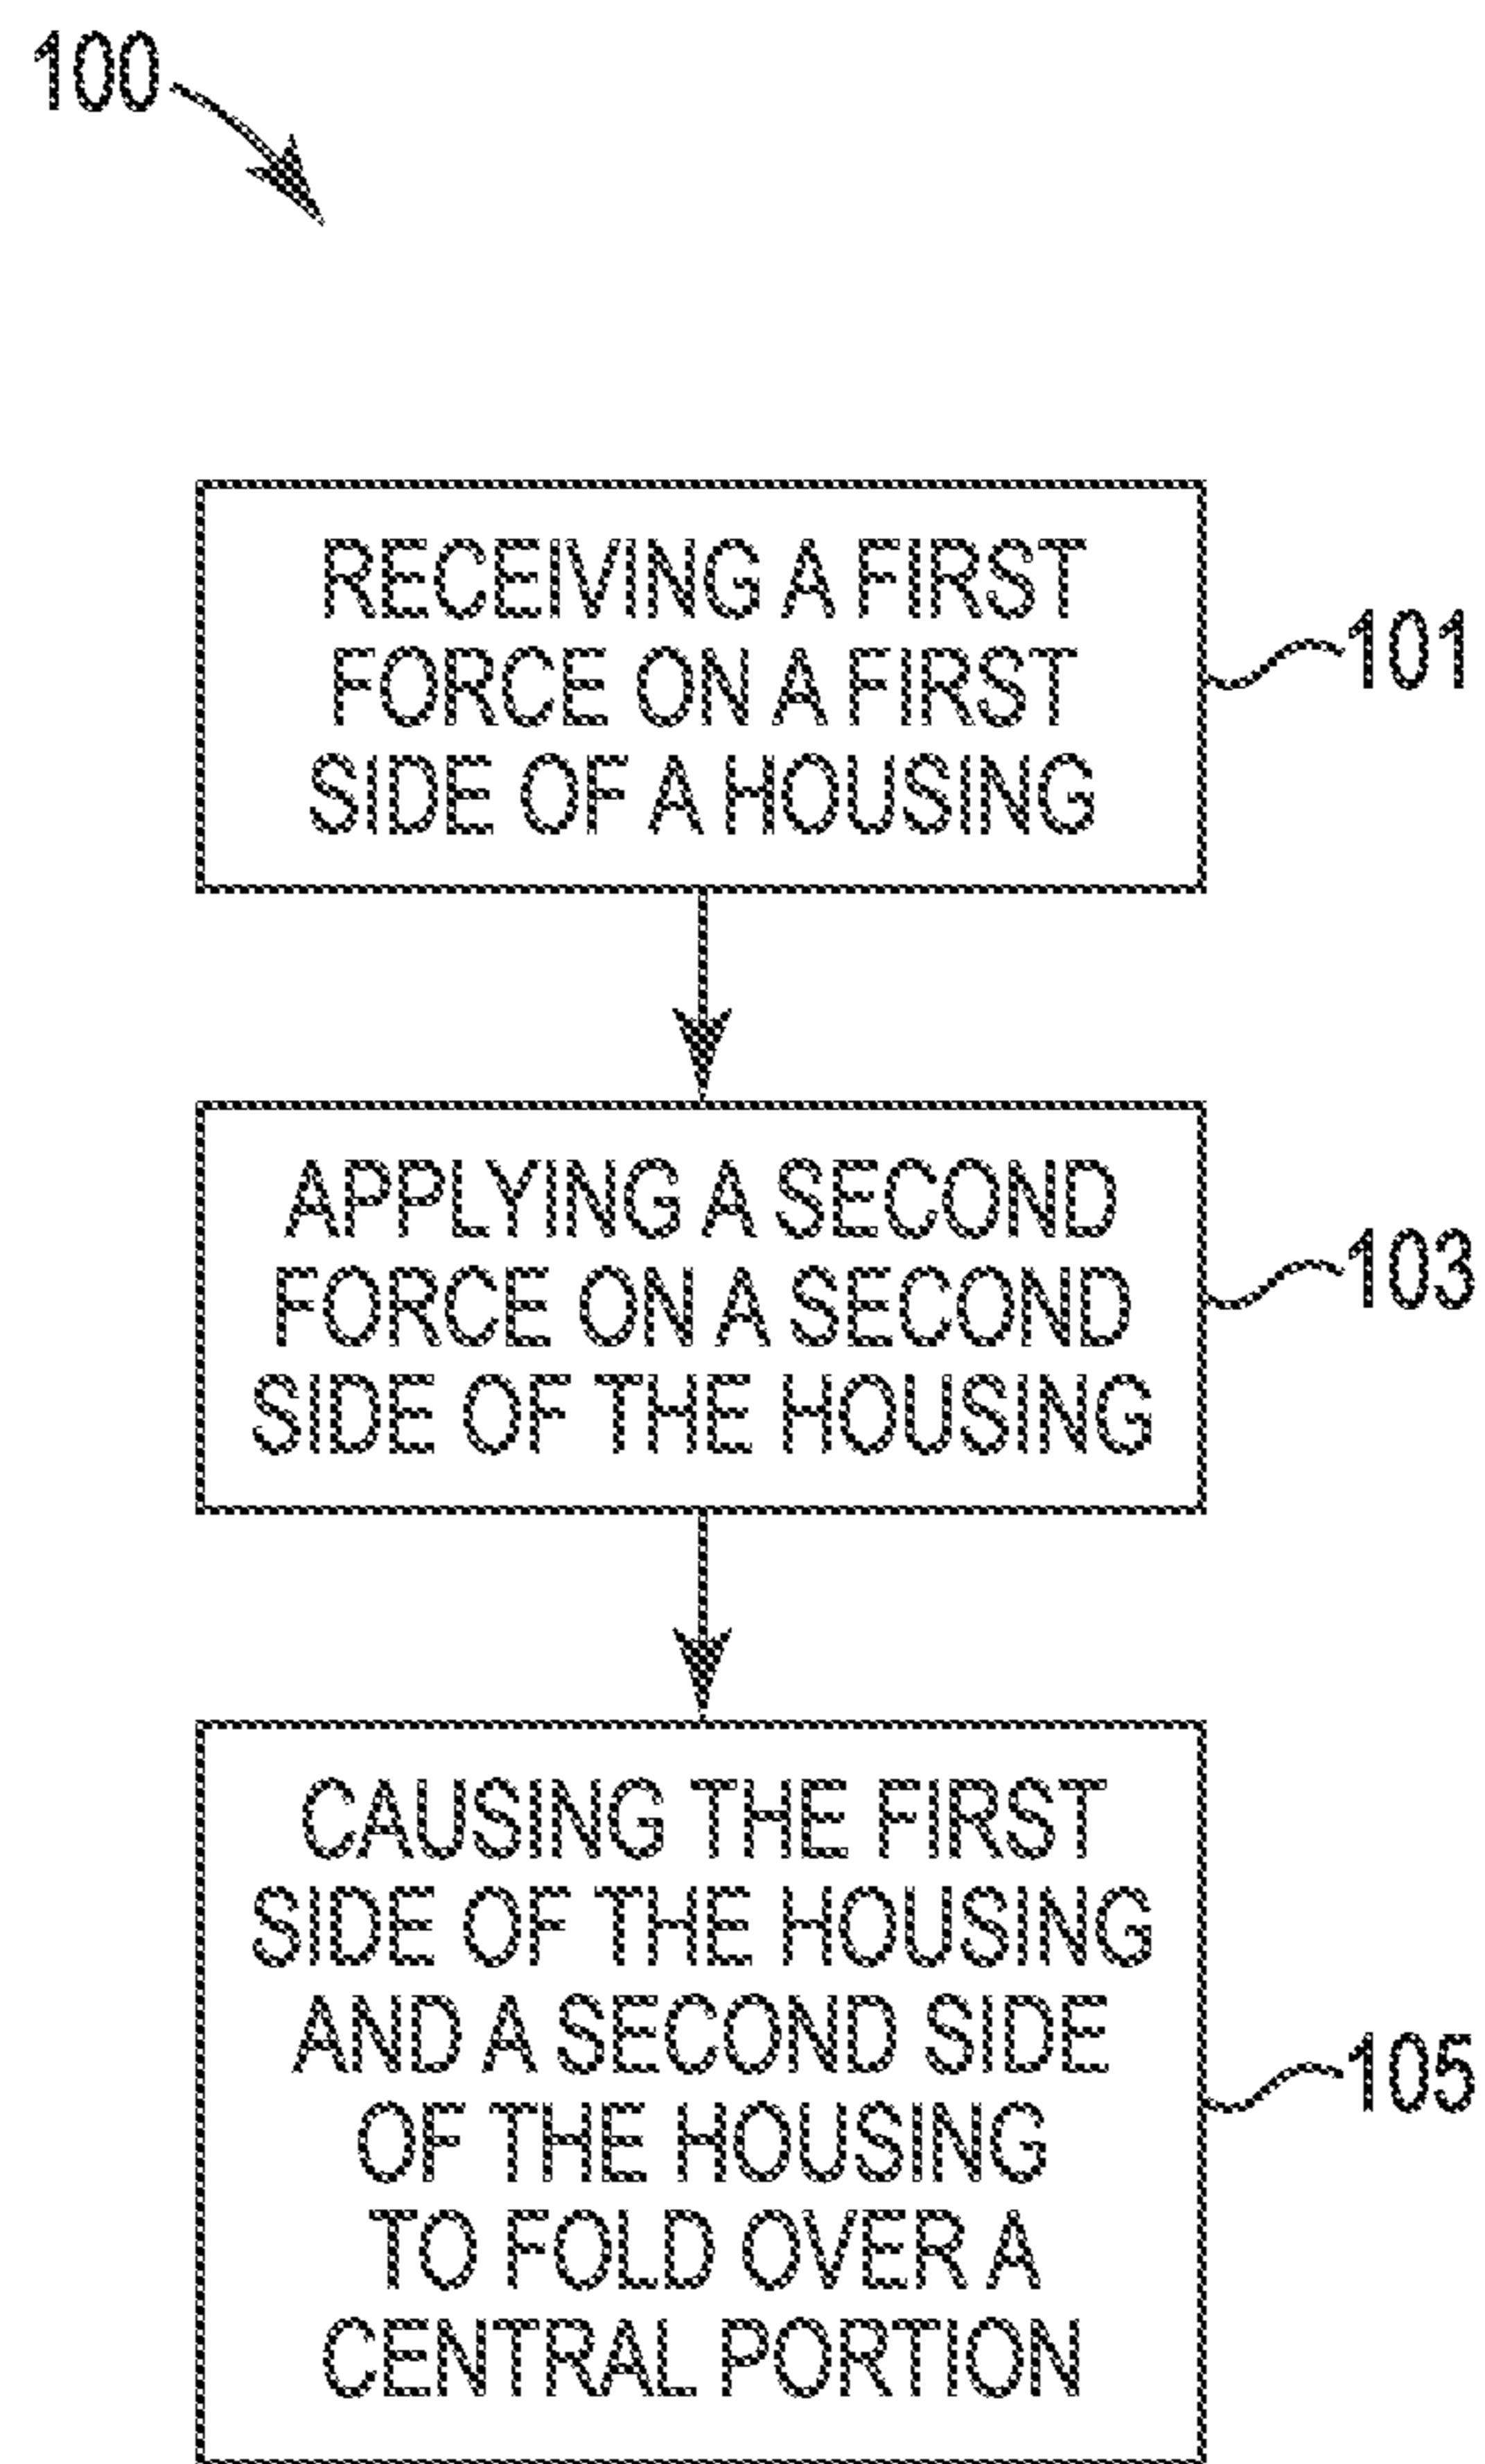 100
RECEIVING A FIRST
FORCE ON A FIRST
SIDE OF A HOUSING
101
APPLYING A SECOND
FORCE ON A SECOND
SIDE OF THE HOUSING
103
CAUSING THE FIRST
SIDE OF THE HOUSING
AND A SECOND SIDE
OF THE HOUSING
TO FOLD OVER A
CENTRAL PORTION
105